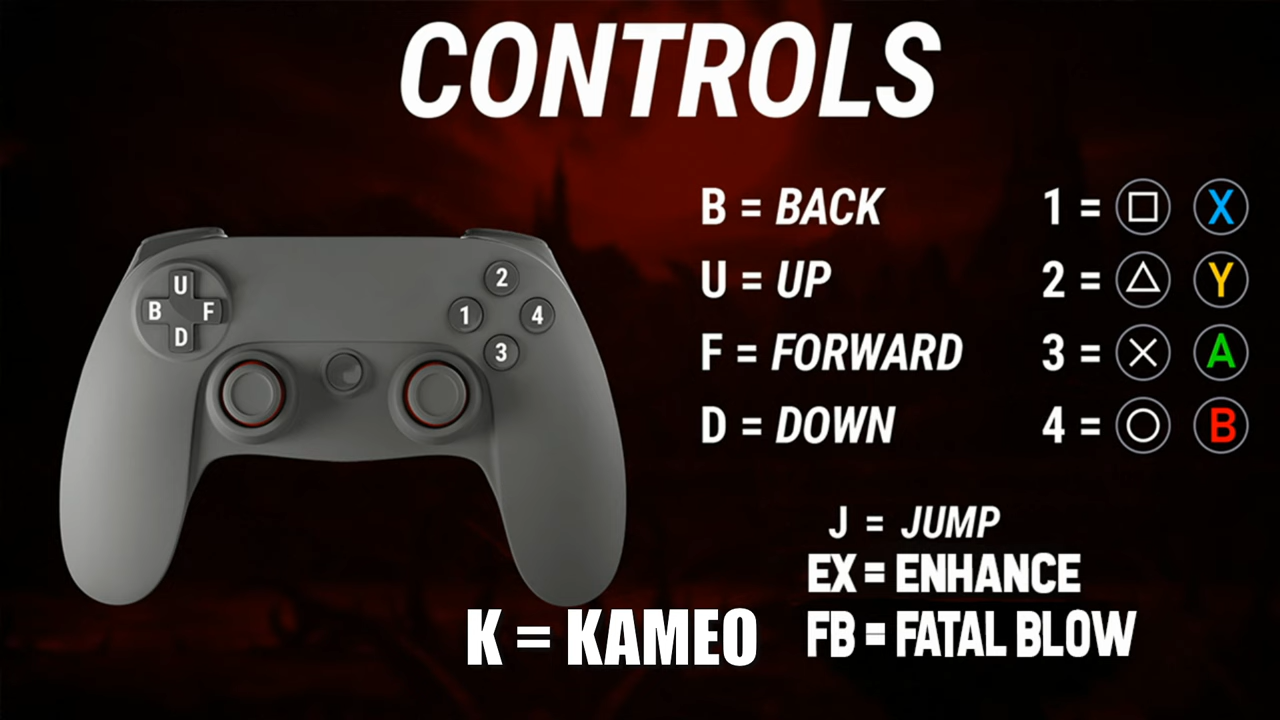 CONTROLS
B = BACK
1 = □ X
U = UP
2 = △ Y
F = FORWARD
3 = ✕ A
D = DOWN
4 = ○ B
U
B F
D
2
1 4
3
J = JUMP
EX = ENHANCE
K = KAMEO
FB = FATAL BLOW